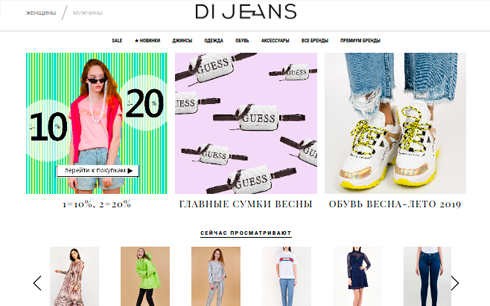 ЖЕНЩИНЫ / МУЖЧИНЫ
DI JEANS
SALE ★ НОВИНКИ ДЖИНСЫ ОДЕЖДА ОБУВЬ АКСЕССУАРЫ ВСЕ БРЕНДЫ ПРЕМИУМ БРЕНДЫ
10
20%
перейти к покупкам ▶
GUESS
GUESS
GUESS
GUESS
GUESS
1=10%, 2=20%
ГЛАВНЫЕ СУМКИ ВЕСНЫ
ОБУВЬ ВЕСНА-ЛЕТО 2019
СЕЙЧАС ПРОСМАТРИВАЮТ